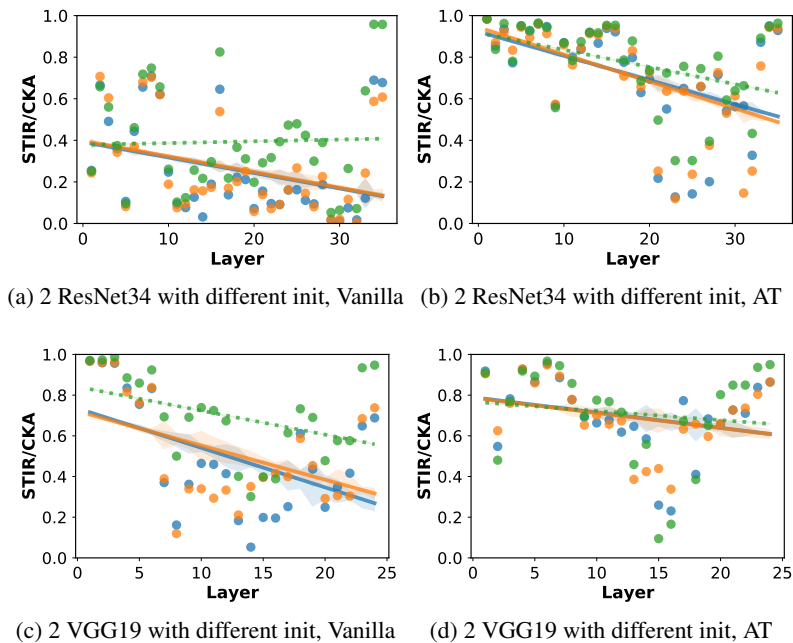 1.0
0.8
0.6
0.4
0.2
0.0
STIR/CKA
0 10 20 30
Layer
(a) 2 ResNet34 with different init, Vanilla
1.0
0.8
0.6
0.4
0.2
0.0
STIR/CKA
0 10 20 30
Layer
(b) 2 ResNet34 with different init, AT
1.0
0.8
0.6
0.4
0.2
0.0
STIR/CKA
0 5 10 15 20 25
Layer
(c) 2 VGG19 with different init, Vanilla
1.0
0.8
0.6
0.4
0.2
0.0
STIR/CKA
0 5 10 15 20 25
Layer
(d) 2 VGG19 with different init, AT